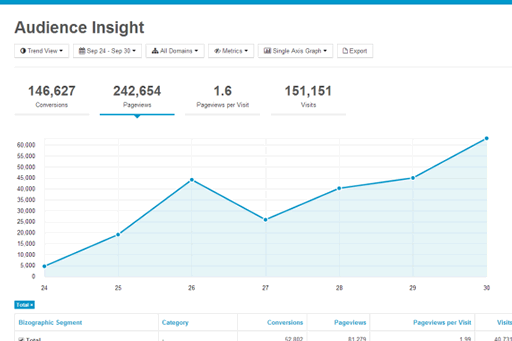 Audience Insight
Trend View Sep 24 - Sep 30 All Domains Metrics Single Axis Graph Export
146,627 242,654 1.6 151,151
Conversions Pageviews Pageviews per Visit Visits
60.000
55.000
50.000
45.000
40.000
35.000
30.000
25.000
20.000
15.000
10.000
5.000
0
24 25 26 27 28 29 30
Total
Bizographic Segment Category Conversions Pageviews Pageviews per Visit Visits
Total - 52,802 81,279 1.99 40,731